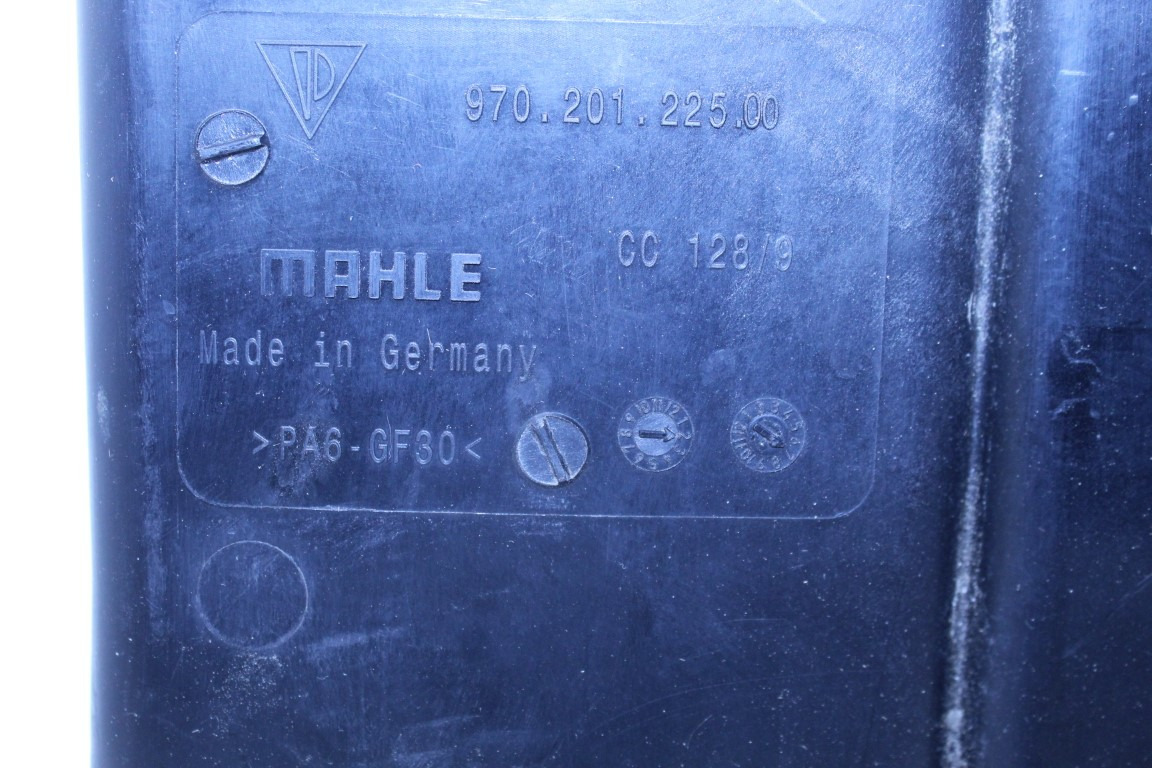 970.201.225.00
MAHLE
CC 128/9
Made in Germany
>PA6-GF30<